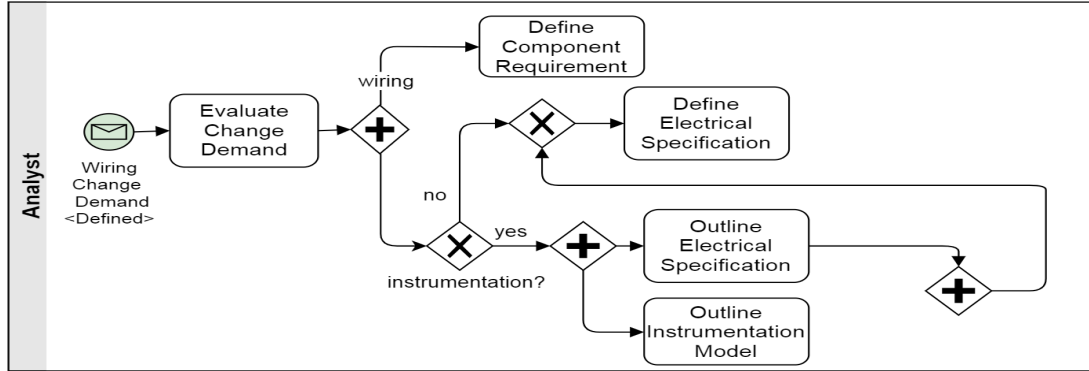 Analyst
Wiring
Change
Demand
<Defined>
Evaluate
Change
Demand
wiring
Define
Component
Requirement
Define
Electrical
Specification
no
yes
instrumentation?
Outline
Electrical
Specification
Outline
Instrumentation
Model